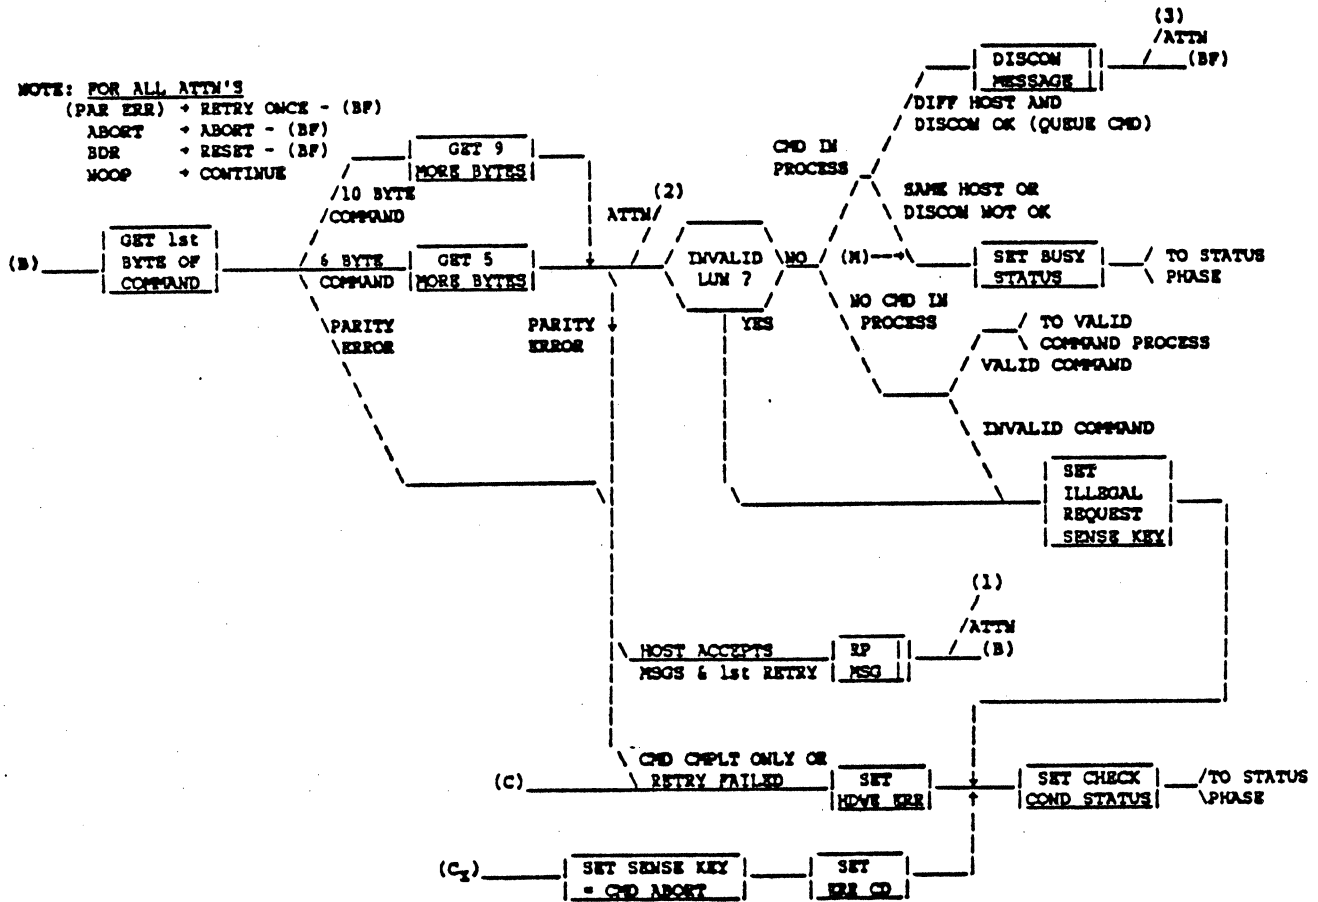 (3)
/ATTN
(BF)
DISCON
MESSAGE
NOTE: FOR ALL ATTN'S
(PAR ERR) → RETRY ONCE - (BF)
ABORT → ABORT - (BF)
BDR → RESET - (BF)
NOOP → CONTINUE
/DIFF HOST AND
DISCON OK (QUEUE CMD)
GET 9
MORE BYTES
CMD IN
PROCESS
/10 BYTE
/COMMAND
(2)
ATTN/
SAME HOST OR
DISCON NOT OK
(B)
GET 1st
BYTE OF
COMMAND
6 BYTE
COMMAND
GET 5
MORE BYTES
INVALID
LUN ?
NO
(M)-->
SET BUSY
STATUS
TO STATUS
PHASE
YES
NO CMD IN
PROCESS
PARITY
ERROR
PARITY
ERROR
TO VALID
COMMAND PROCESS
VALID COMMAND
INVALID COMMAND
SET
ILLEGAL
REQUEST
SENSE KEY
(1)
/ATTN
(B)
HOST ACCEPTS
MSGS & 1st RETRY
RP
MSG
CMD CMPLT ONLY OR
RETRY FAILED
(C)
SET
HDWE ERR
SET CHECK
COND STATUS
/TO STATUS
\PHASE
(Cx)
SET SENSE KEY
= CMD ABORT
SET
ERR CD